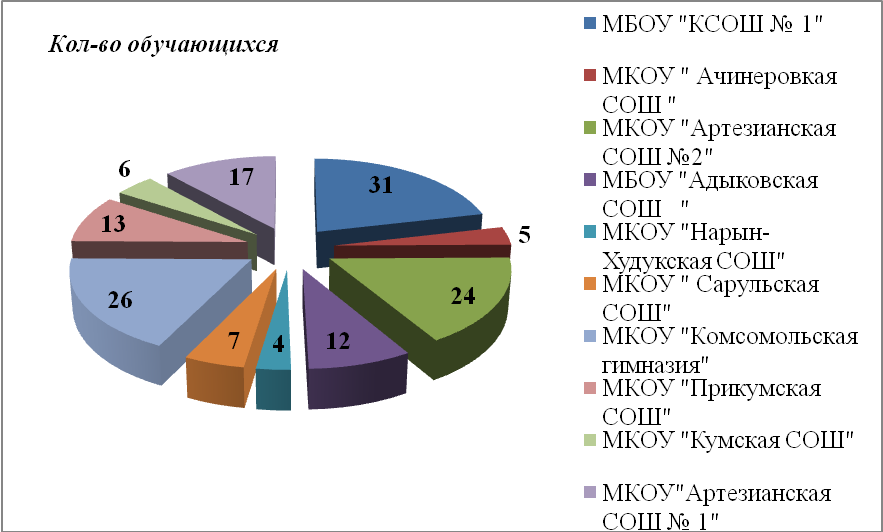 Кол-во обучающихся
31
5
24
12
4
7
26
13
6
17
МБОУ "КСОШ № 1"
МКОУ " Ачинеровкая
СОШ "
МКОУ "Артезианская
СОШ №2"
МБОУ "Адыковская
СОШ "
МКОУ "Нарын-
Худукская СОШ"
МКОУ " Сарульская
СОШ"
МКОУ "Комсомольская
гимназия"
МКОУ "Прикумская
СОШ"
МКОУ "Кумская СОШ"
МКОУ"Артезианская
СОШ № 1"